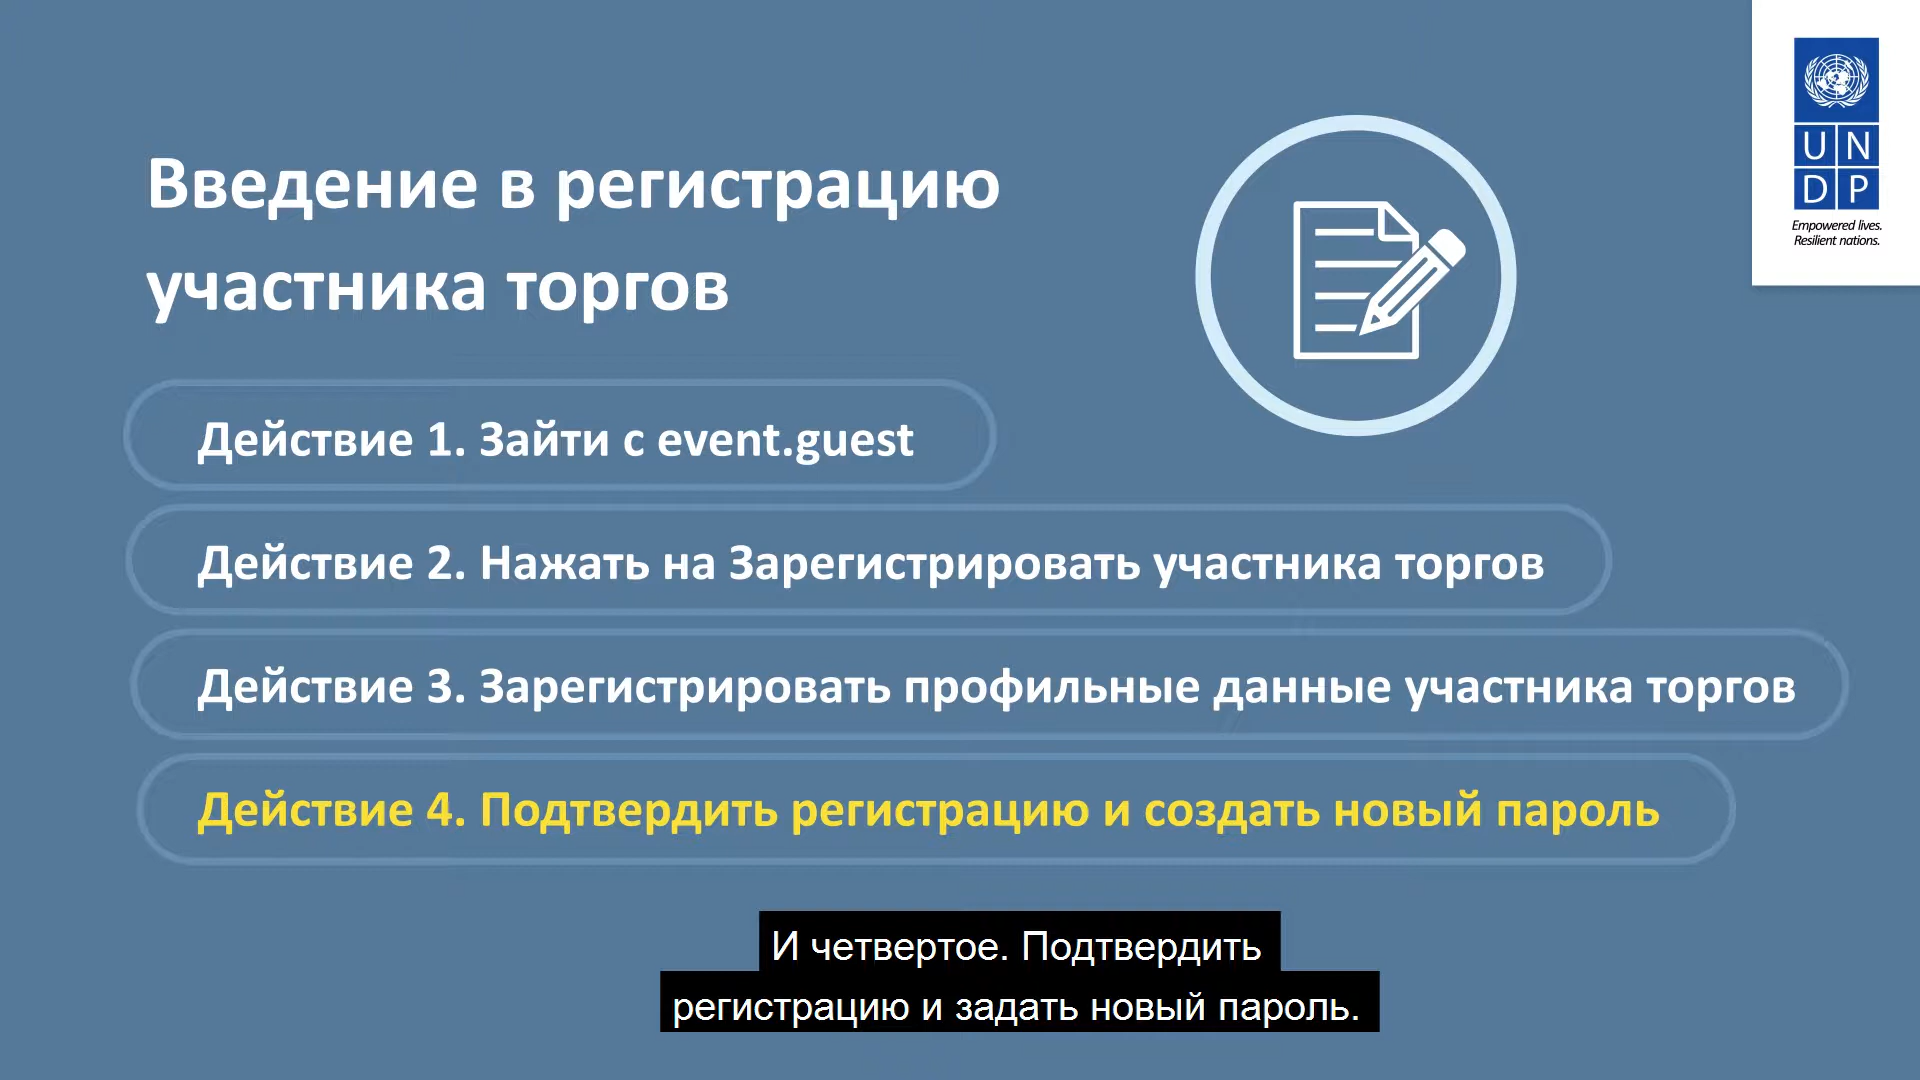 Введение в регистрацию
участника торгов
Действие 1. Зайти с event.guest
Действие 2. Нажать на Зарегистрировать участника торгов
Действие 3. Зарегистрировать профильные данные участника торгов
Действие 4. Подтвердить регистрацию и создать новый пароль
И четвертое. Подтвердить
регистрацию и задать новый пароль.
U N
D P
Empowered lives.
Resilient nations.